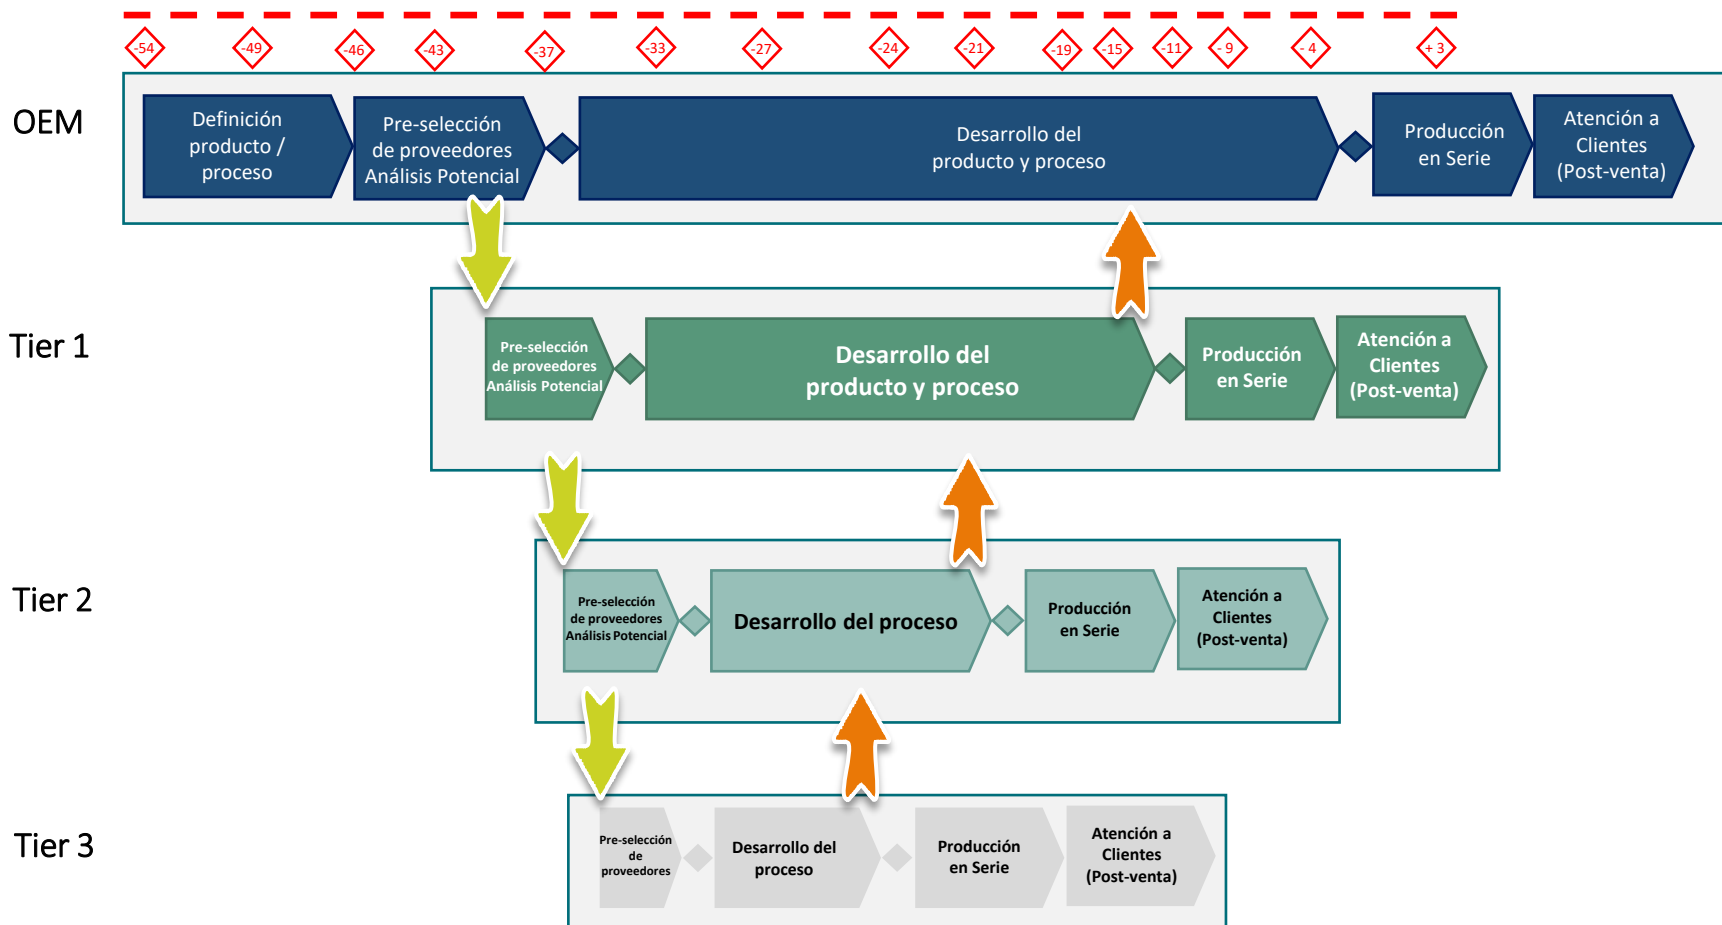 -54
-49
-46
-43
-37
-33
-27
-24
-21
-19
-15
-11
- 9
- 4
+ 3
OEM
Definición
producto /
proceso
Pre-selección
de proveedores
Análisis Potencial
Desarrollo del
producto y proceso
Producción
en Serie
Atención a
Clientes
(Post-venta)
Tier 1
Pre-selección
de proveedores
Análisis Potencial
Desarrollo del
producto y proceso
Producción
en Serie
Atención a
Clientes
(Post-venta)
Tier 2
Pre-selección
de proveedores
Análisis Potencial
Desarrollo del proceso
Producción
en Serie
Atención a
Clientes
(Post-venta)
Tier 3
Pre-selección
de
proveedores
Desarrollo del
proceso
Producción
en Serie
Atención a
Clientes
(Post-venta)